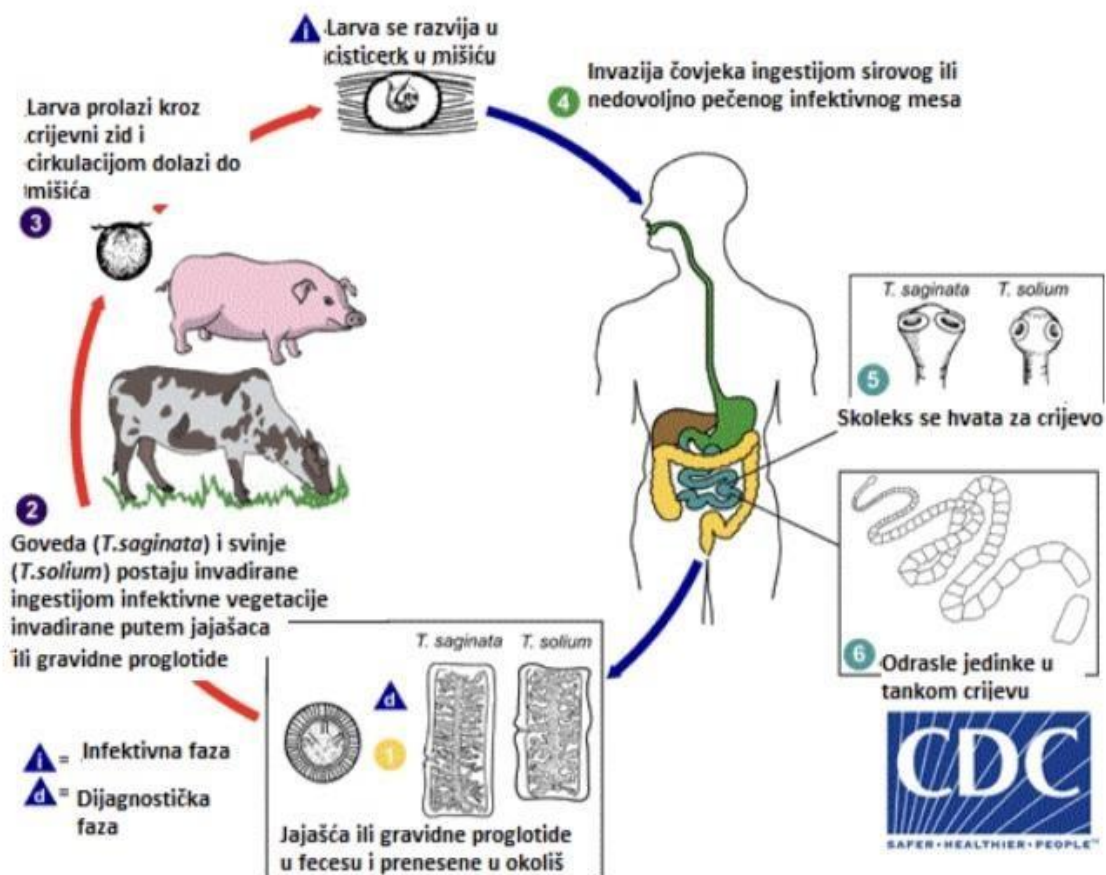 i
Larva se razvija u
cisticerk u mišiću
Invazija čovjeka ingestijom sirovog ili
4 nedovoljno pečenog infektivnog mesa
Larva prolazi kroz
crijevni zid i
cirkulacijom dolazi do
mišića
3
T. saginata T. solium
5
Skoleks se hvata za crijevo
2
Goveda (T.saginata) i svinje
(T.solium) postaju invadirane
ingestijom infektivne vegetacije
invadirane putem jajašaca
ili gravidne proglotide
T. saginata T. solium
d
1
Jajašća ili gravidne proglotide
u fecesu i prenesene u okoliš
6 Odrasle jedinke u
tankom crijevu
i = Infektivna faza
d = Dijagnostička
faza
CDC
SAFER•HEALTHIER•PEOPLE™